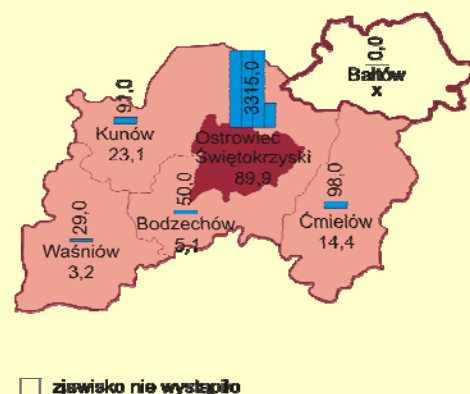 0,0
Bałtów
x
3315,0
91,0
Kunów
23,1
Ostrowiec
Świętokrzyski
89,9
50,0
Bodzechów
5,1
98,0
Ćmielów
14,4
29,0
Waśniów
3,2
zjawisko nie wystąpiło